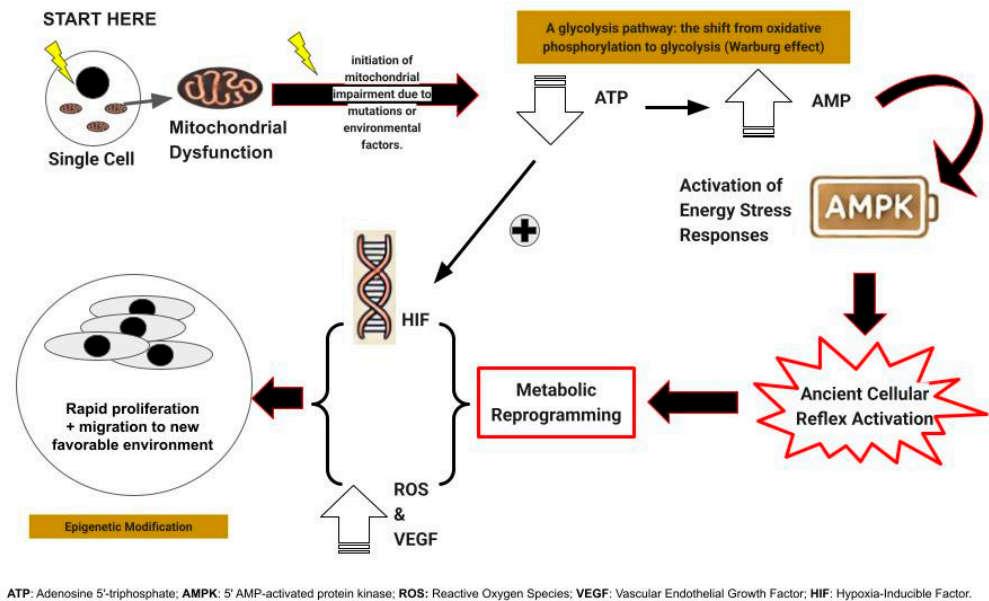 START HERE
A glycolysis pathway: the shift from oxidative
phosphorylation to glycolysis (Warburg effect)
initiation of
mitochondrial
impairment due to
mutations or
environmental
factors.
ATP
AMP
Single Cell
Mitochondrial
Dysfunction
Activation of
Energy Stress
Responses
AMPK
HIF
Ancient Cellular
Reflex Activation
Metabolic
Reprogramming
Rapid proliferation
+ migration to new
favorable environment
ROS
&
VEGF
Epigenetic Modification
ATP: Adenosine 5'-triphosphate; AMPK: 5' AMP-activated protein kinase; ROS: Reactive Oxygen Species; VEGF: Vascular Endothelial Growth Factor; HIF: Hypoxia-Inducible Factor.